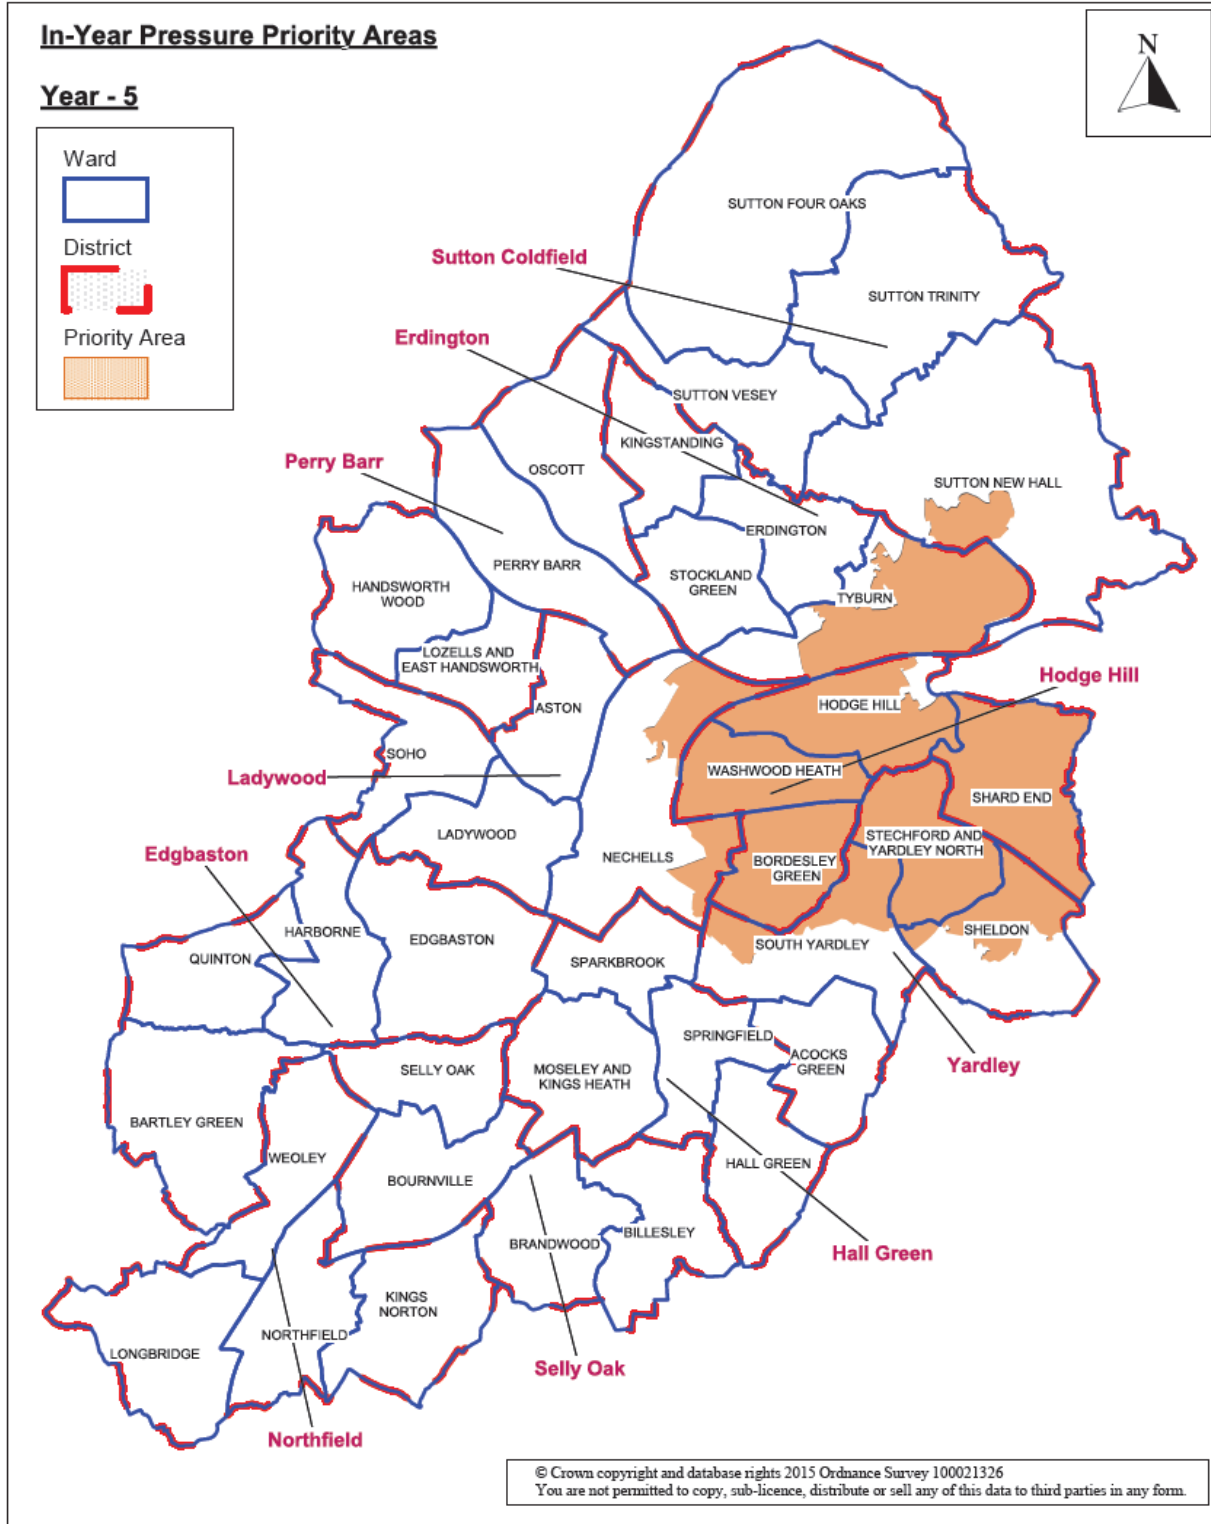 In-Year Pressure Priority Areas
Year - 5
N
Ward
District
Priority Area
SUTTON FOUR OAKS
Sutton Coldfield
SUTTON TRINITY
Erdington
SUTTON VESEY
KINGSTANDING
Perry Barr
OSCOTT
SUTTON NEW HALL
ERDINGTON
PERRY BARR
STOCKLAND
GREEN
HANDSWORTH
WOOD
TYBURN
LOZELLS AND
EAST HANDSWORTH
Hodge Hill
ASTON
HODGE HILL
SOHO
Ladywood
WASHWOOD HEATH
SHARD END
LADYWOOD
STECHFORD AND
YARDLEY NORTH
Edgbaston
NECHELLS
BORDESLEY
GREEN
HARBORNE
EDGBASTON
SHELDON
SOUTH YARDLEY
QUINTON
SPARKBROOK
SPRINGFIELD
ACOCKS
GREEN
Yardley
SELLY OAK
MOSELEY AND
KINGS HEATH
BARTLEY GREEN
WEOLEY
HALL GREEN
BOURNVILLE
BILLESLEY
BRANDWOOD
Hall Green
KINGS
NORTON
NORTHFIELD
LONGBRIDGE
Selly Oak
Northfield
© Crown copyright and database rights 2015 Ordnance Survey 100021326
You are not permitted to copy, sub-licence, distribute or sell any of this data to third parties in any form.